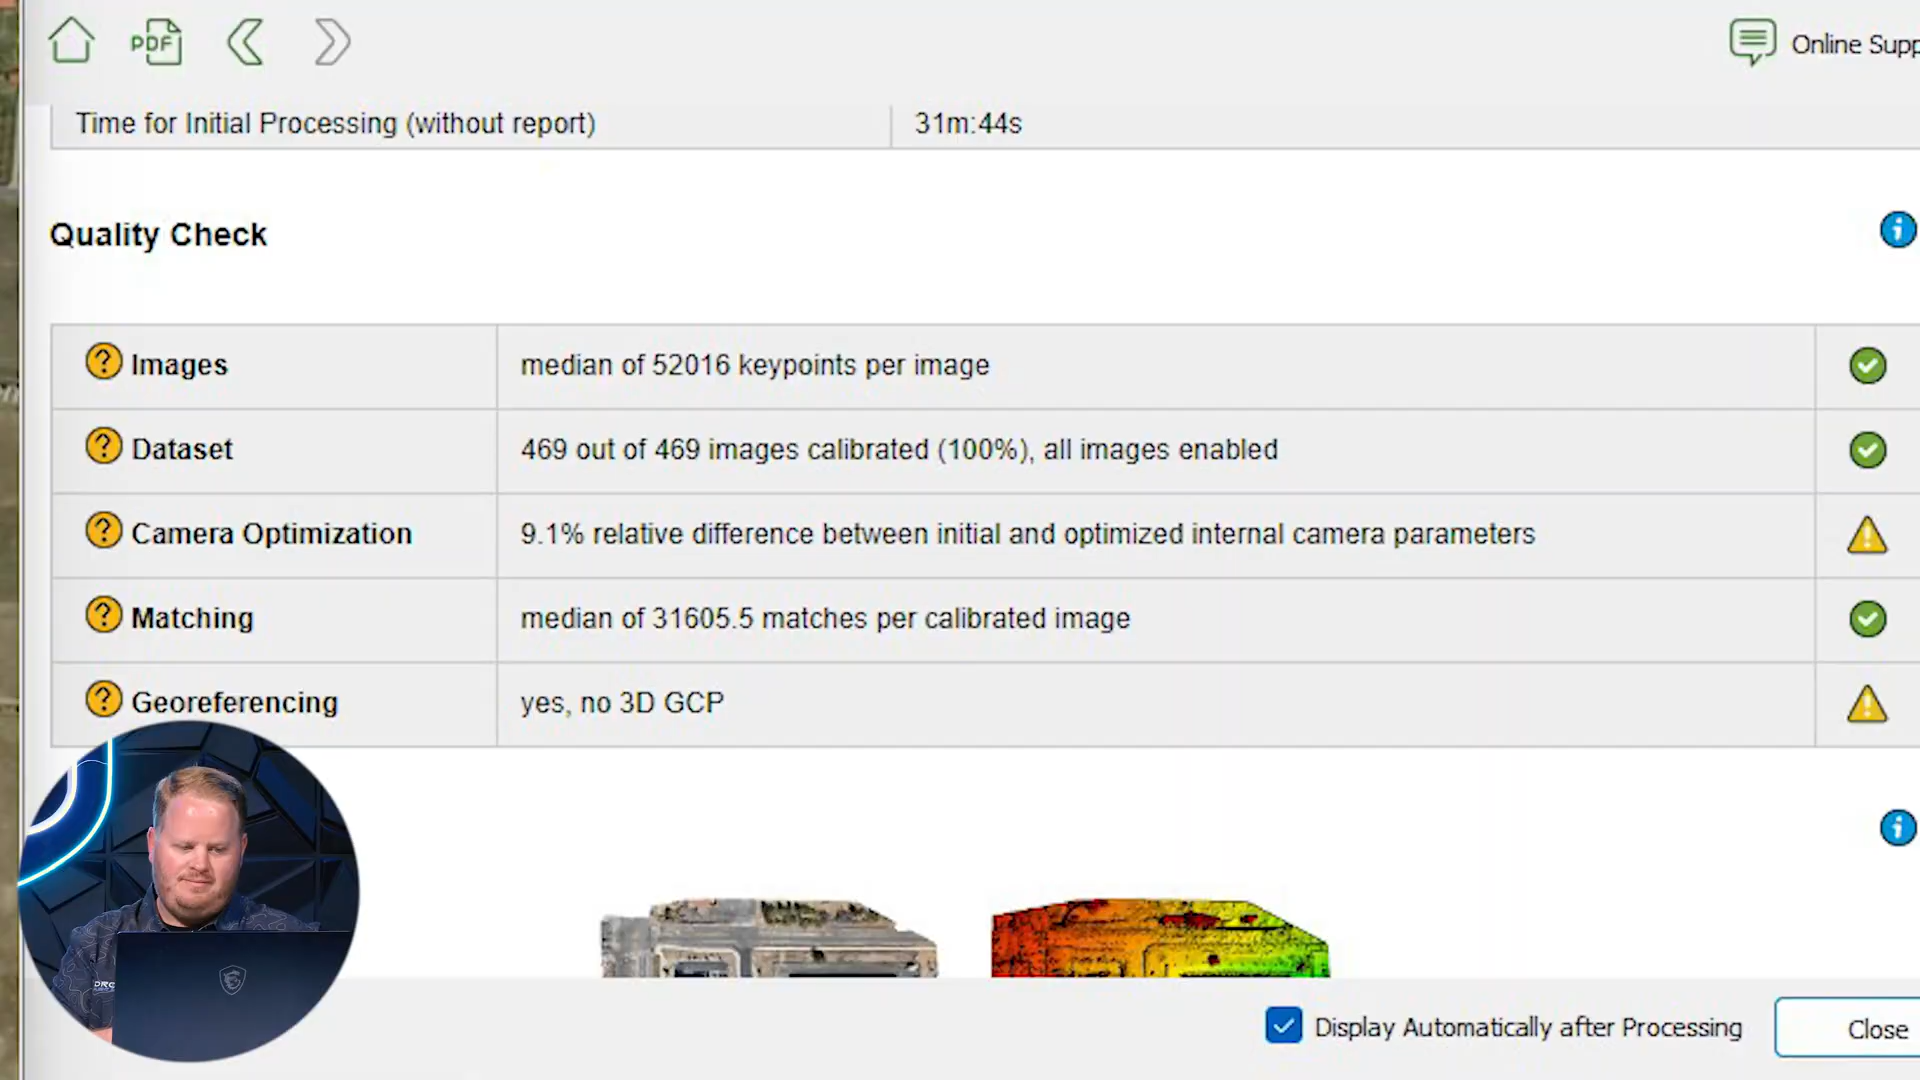 PDF
Online Supp
Time for Initial Processing (without report) 31m:44s
Quality Check
Images median of 52016 keypoints per image
Dataset 469 out of 469 images calibrated (100%), all images enabled
Camera Optimization 9.1% relative difference between initial and optimized internal camera parameters
Matching median of 31605.5 matches per calibrated image
Georeferencing yes, no 3D GCP
Display Automatically after Processing
Close